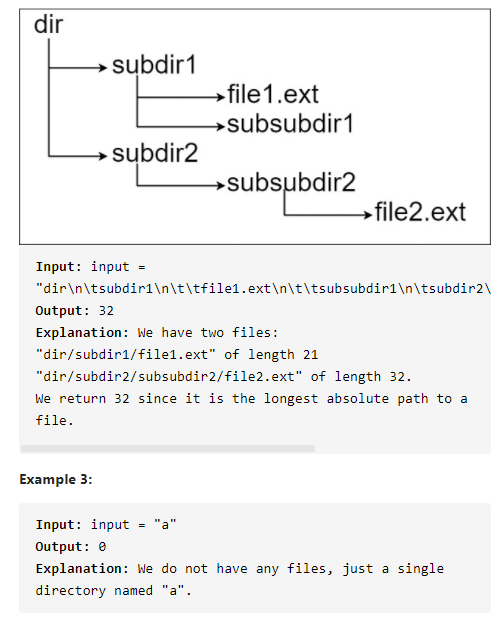 dir
subdir1
file1.ext
subsubdir1
subdir2
subsubdir2
file2.ext
Input: input =
"dir\n\tsubdir1\n\t\tfile1.ext\n\t\tsubsubdir1\n\tsubdir2\
Output: 32
Explanation: We have two files:
"dir/subdir1/file1.ext" of length 21
"dir/subdir2/subsubdir2/file2.ext" of length 32.
We return 32 since it is the longest absolute path to a
file.
Example 3:
Input: input = "a"
Output: 0
Explanation: We do not have any files, just a single
directory named "a".